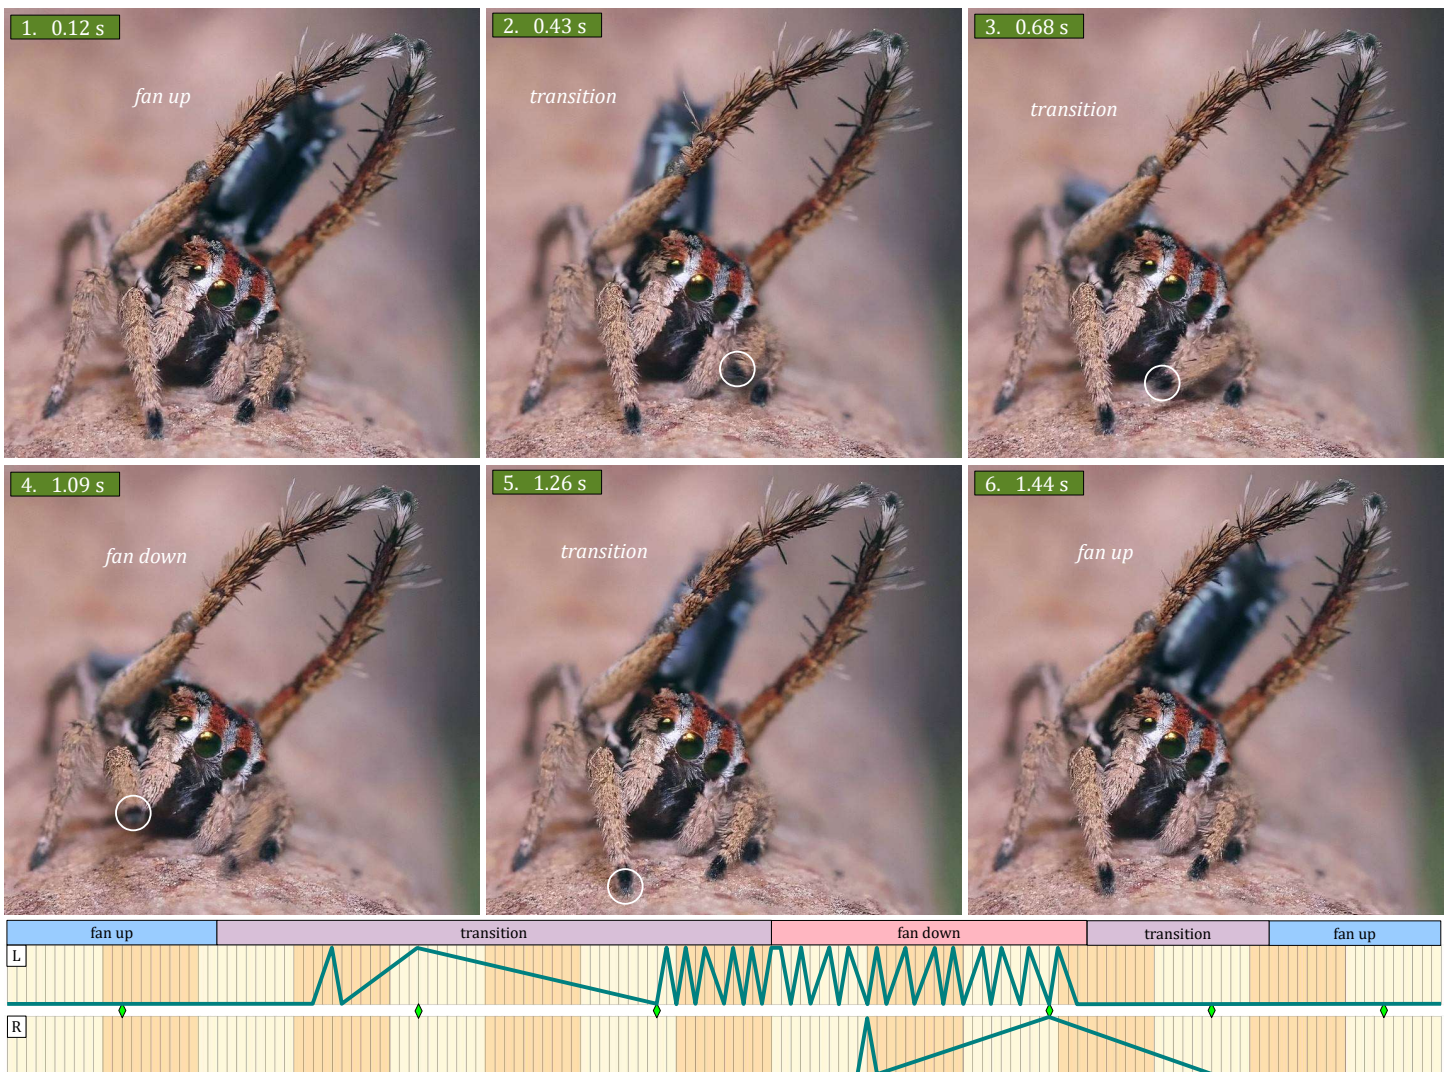 1. 0.12 s
fan up
2. 0.43 s
transition
3. 0.68 s
transition
4. 1.09 s
fan down
5. 1.26 s
transition
6. 1.44 s
fan up
fan up transition fan down transition fan up
L
R